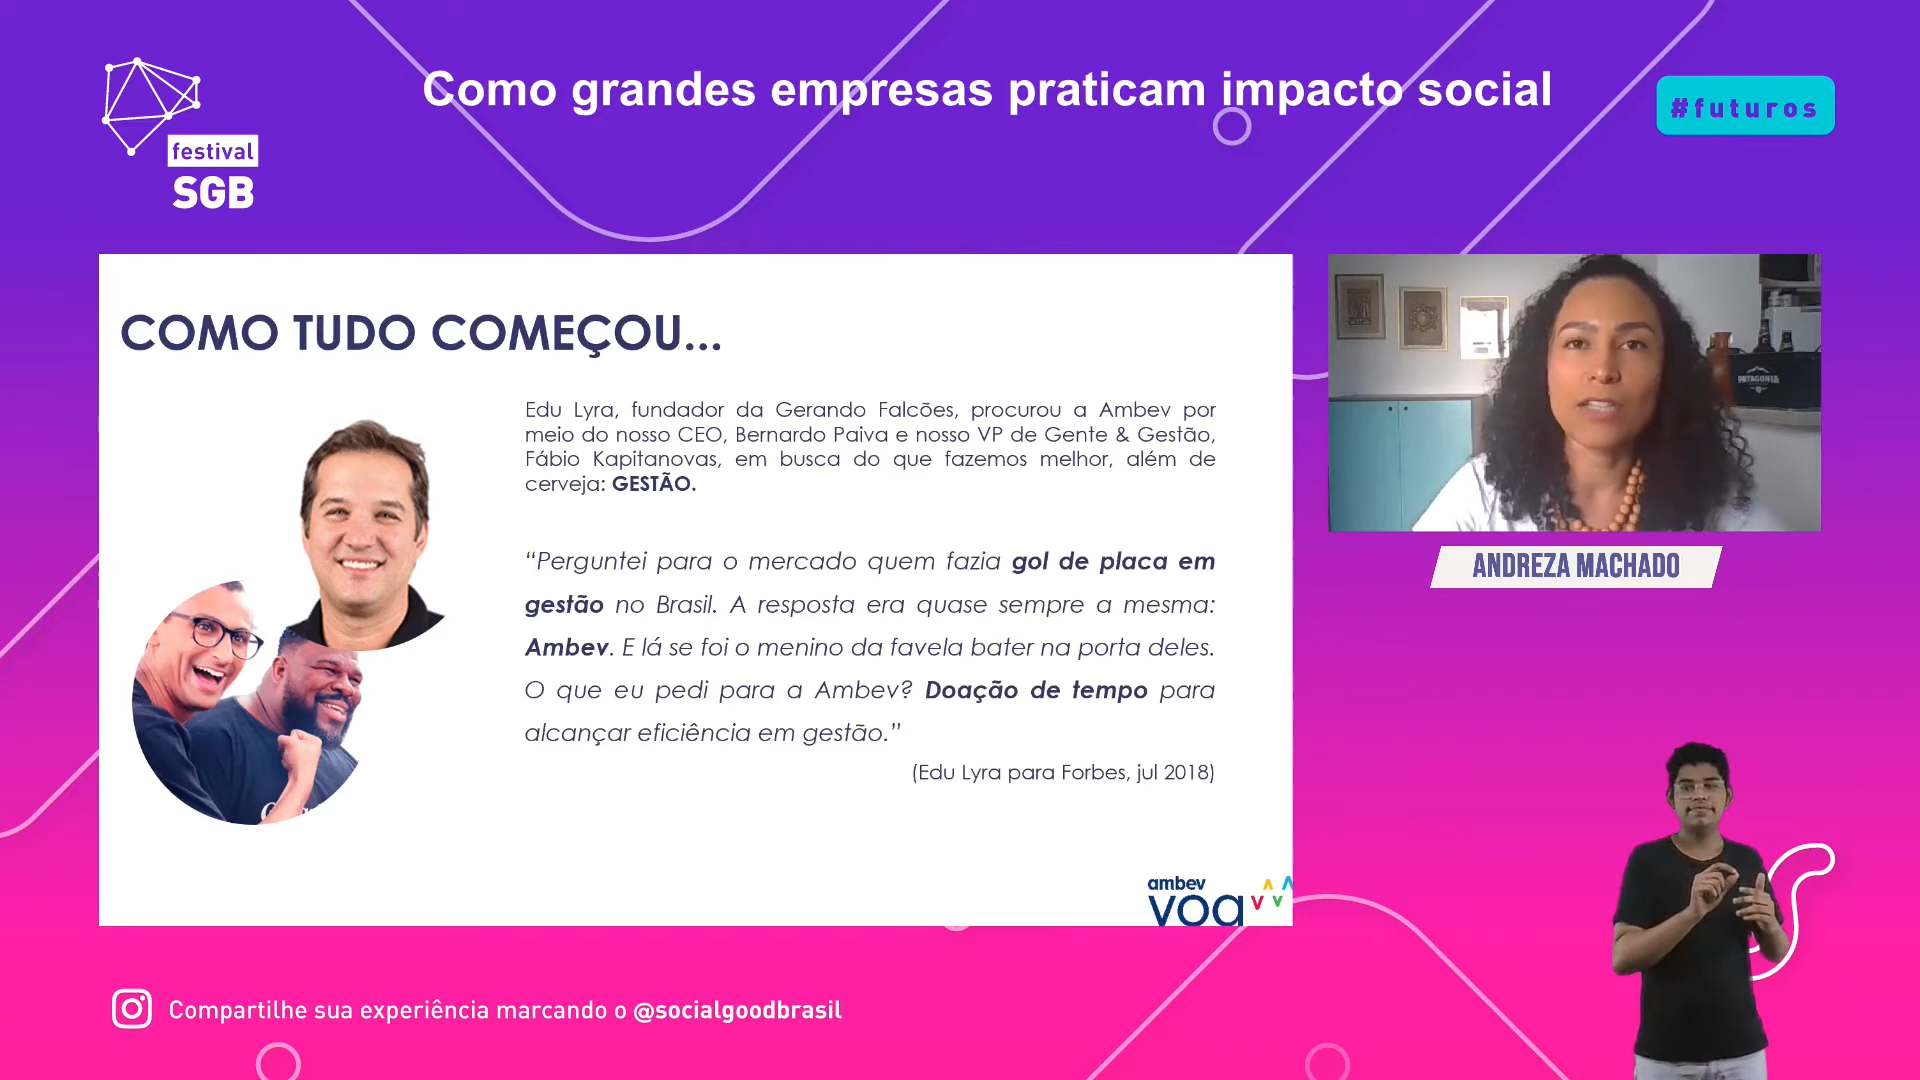 Como grandes empresas praticam impacto social
#futuros
festival
SGB
COMO TUDO COMEÇOU...
Edu Lyra, fundador da Gerando Falcões, procurou a Ambev por
meio do nosso CEO, Bernardo Paiva e nosso VP de Gente & Gestão,
Fábio Kapitanovas, em busca do que fazemos melhor, além de
cerveja: GESTÃO.
“Perguntei para o mercado quem fazia gol de placa em
gestão no Brasil. A resposta era quase sempre a mesma:
Ambev. E lá se foi o menino da favela bater na porta deles.
O que eu pedi para a Ambev? Doação de tempo para
alcançar eficiência em gestão.”
(Edu Lyra para Forbes, jul 2018)
ambev
voa
PATAGONIA
ANDREZA MACHADO
Compartilhe sua experiência marcando o @socialgoodbrasil